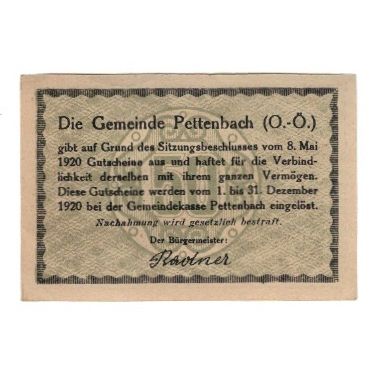 Die Gemeinde Pettenbach (O.-Ö.)
gibt auf Grund des Sitzungsbeschlusses vom 8. Mai
1920 Gutscheine aus und haftet für die Verbind-
lichkeit derselben mit ihrem ganzen Vermögen.
Diese Gutscheine werden vom 1. bis 31. Dezember
1920 bei der Gemeindekasse Pettenbach eingelöst.
Nachahmung wird gesetzlich bestraft.
Der Bürgermeister: